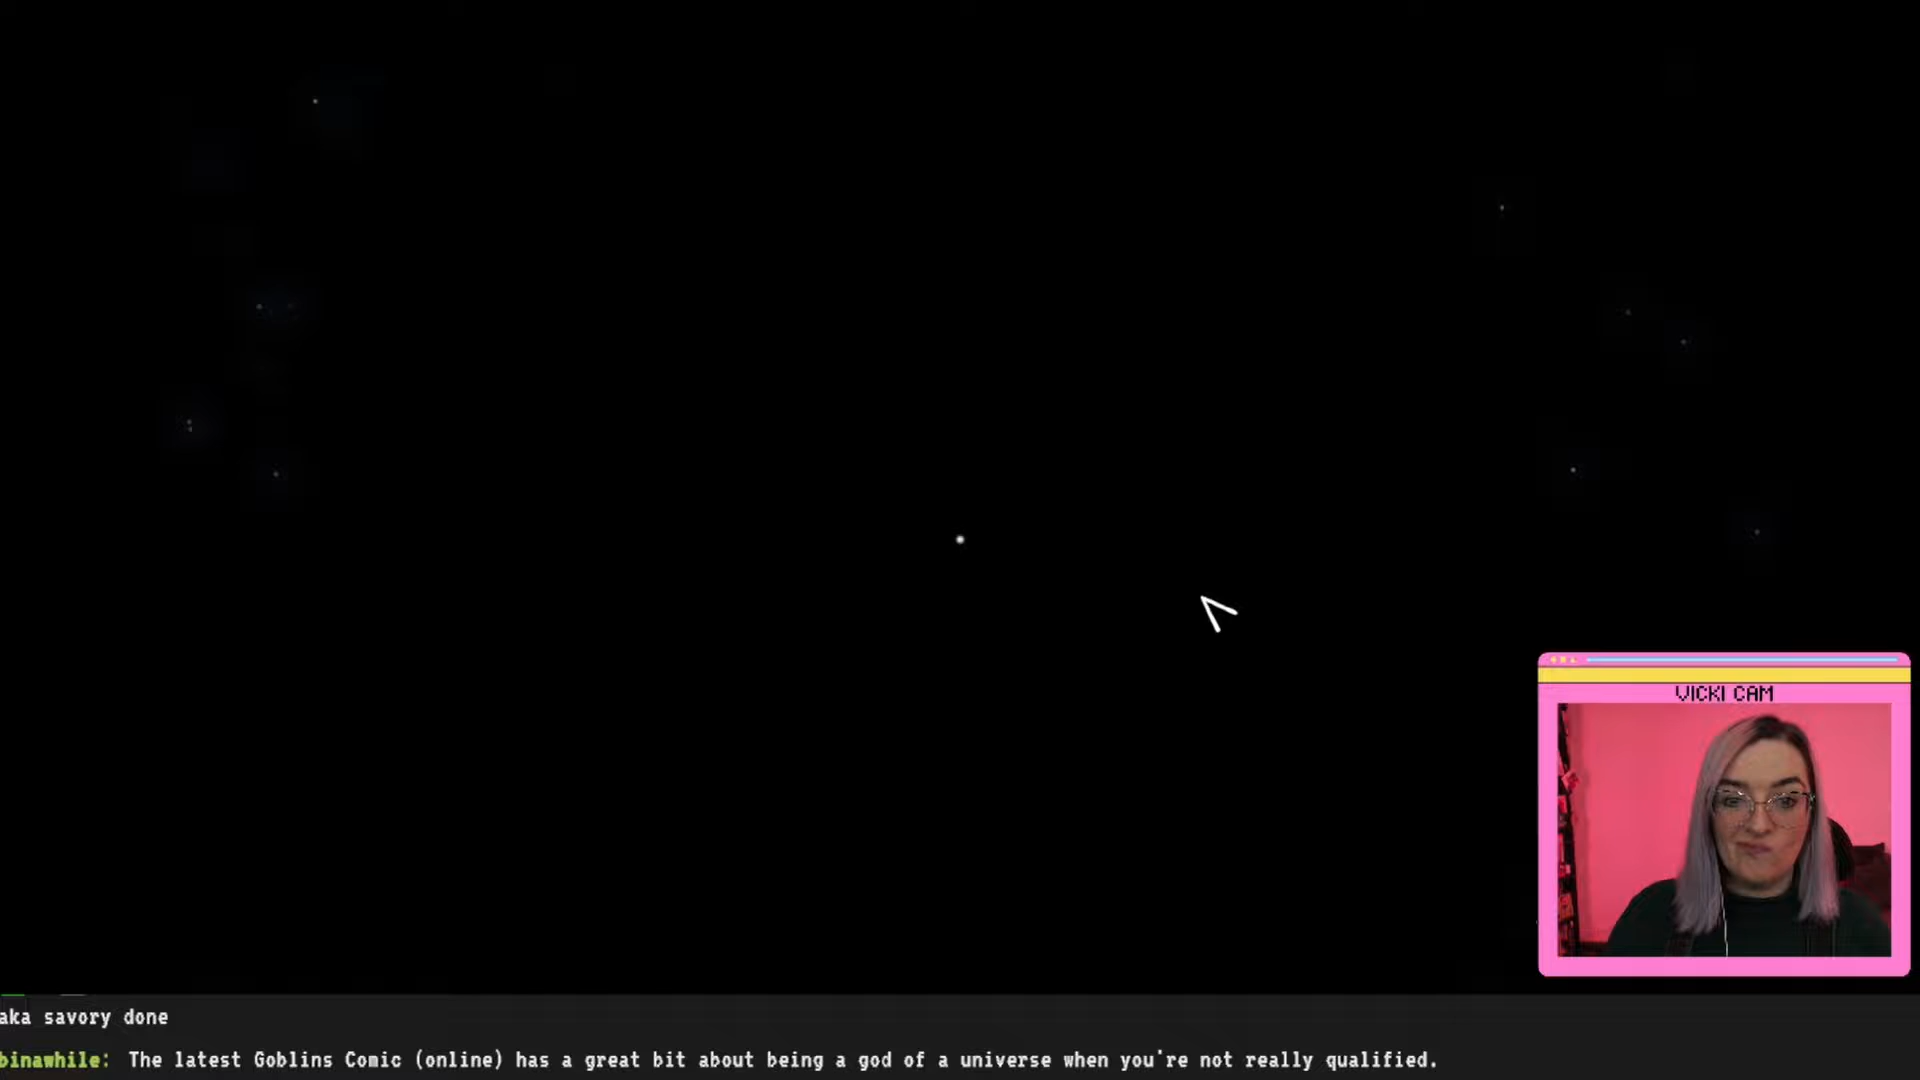 VICKI CAM
aka savory done
binawhile: The latest Goblins Comic (online) has a great bit about being a god of a universe when you're not really qualified.